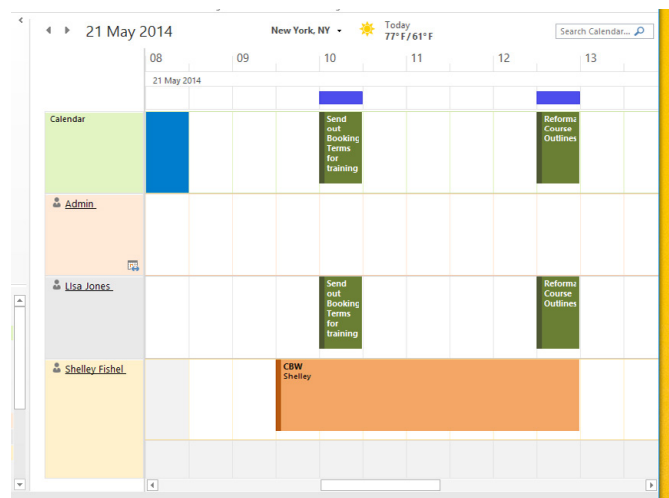 21 May 2014
New York, NY
Today
77°F/61°F
Search Calendar...
08 09 10 11 12 13
21 May 2014
Calendar
Send
out
Booking
Terms
for
training
Reforma
Course
Outlines
Admin
LIsa Jones
Send
out
Booking
Terms
for
training
Reforma
Course
Outlines
Shelley Fishel
CBW
Shelley